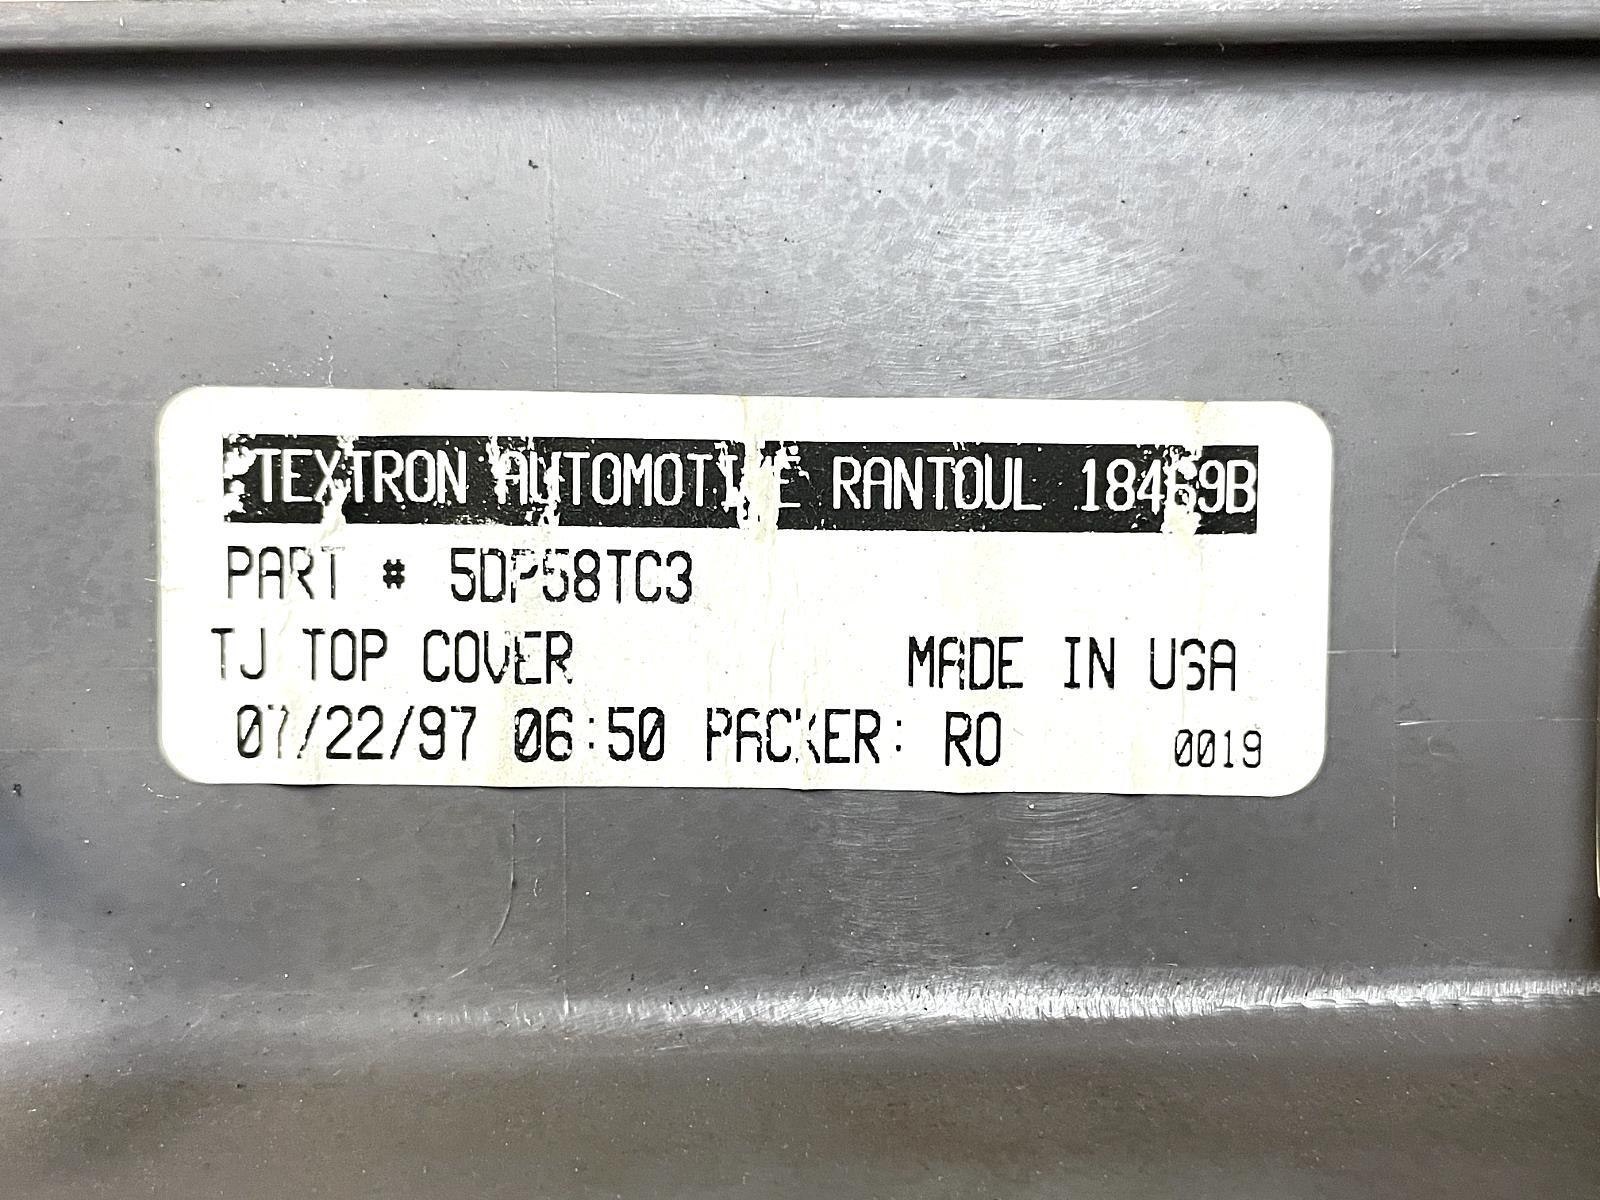 TEXTRON AUTOMOTIVE RANTOUL 18469B
PART # 5DP58TC3
TJ TOP COVER MADE IN USA
07/22/97 06:50 PACKER: RO 0019